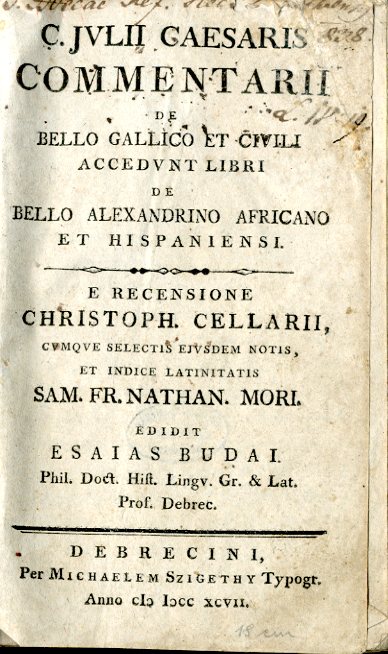 C. JVLII CAESARIS
COMMENTARII
DE
BELLO GALLICO ET CIVILI
ACCEDVNT LIBRI
DE
BELLO ALEXANDRINO AFRICANO
ET HISPANIENSI.
E RECENSIONE
CHRISTOPH. CELLARII,
CVMQVE SELECTIS EJVSDEM NOTIS,
ET INDICE LATINITATIS
SAM. FR. NATHAN. MORI.
EDIDIT
ESAIAS BUDAI.
Phil. Doct. Hiſt. Lingv. Gr. & Lat.
Prof. Debrec.
DEBRECINI,
Per MICHAELEM SZIGETHY Typogr.
Anno cIɔ Iɔcc xcvii.
18 cm